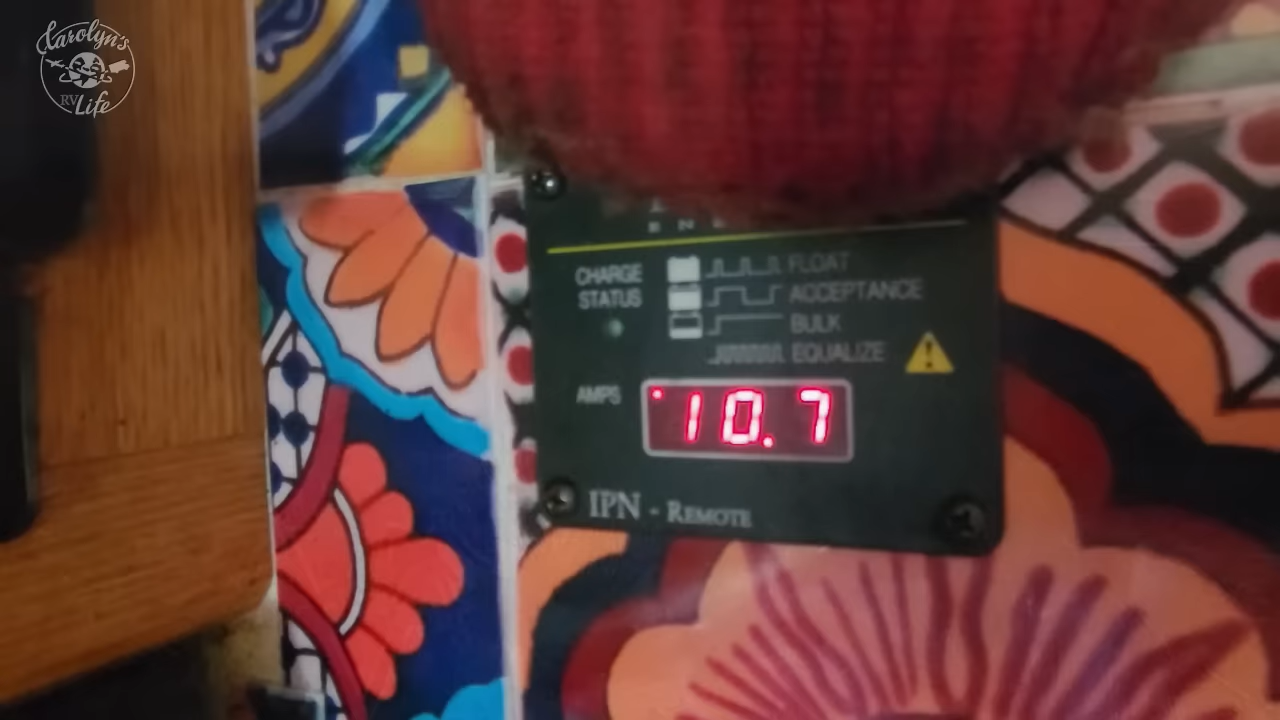 Carolyn's
RV Life
CHARGE
STATUS
FLOAT
ACCEPTANCE
BULK
EQUALIZE
AMPS
10.7
IPN - REMOTE